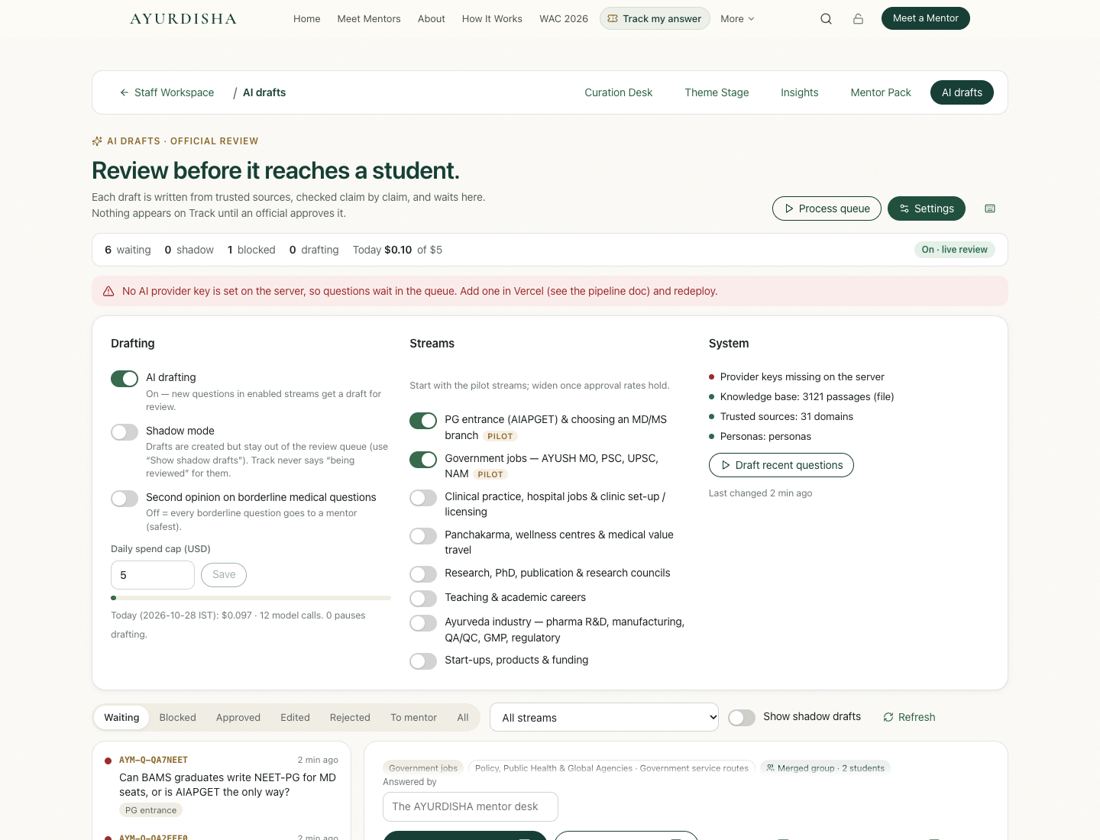 AYURDISHA
Home
Meet Mentors
About
How It Works
WAC 2026
Track my answer
More
Meet a Mentor
Staff Workspace
/ AI drafts
Curation Desk
Theme Stage
Insights
Mentor Pack
AI drafts
AI DRAFTS · OFFICIAL REVIEW
Review before it reaches a student.
Each draft is written from trusted sources, checked claim by claim, and waits here.
Nothing appears on Track until an official approves it.
Process queue
Settings
6 waiting
0 shadow
1 blocked
0 drafting
Today $0.10 of $5
On · live review
No AI provider key is set on the server, so questions wait in the queue. Add one in Vercel (see the pipeline doc) and redeploy.
Drafting
AI drafting
On — new questions in enabled streams get a draft for
review.
Shadow mode
Drafts are created but stay out of the review queue (use
“Show shadow drafts”). Track never says “being
reviewed” for them.
Second opinion on borderline medical questions
Off = every borderline question goes to a mentor
(safest).
Daily spend cap (USD)
5
Save
Today (2026-10-28 IST): $0.097 · 12 model calls. 0 pauses
drafting.
Streams
Start with the pilot streams; widen once approval rates hold.
PG entrance (AIAPGET) & choosing an MD/MS
branch PILOT
Government jobs — AYUSH MO, PSC, UPSC,
NAM PILOT
Clinical practice, hospital jobs & clinic set-up /
licensing
Panchakarma, wellness centres & medical value
travel
Research, PhD, publication & research councils
Teaching & academic careers
Ayurveda industry — pharma R&D, manufacturing,
QA/QC, GMP, regulatory
Start-ups, products & funding
System
Provider keys missing on the server
Knowledge base: 3121 passages (file)
Trusted sources: 31 domains
Personas: personas
Draft recent questions
Last changed 2 min ago
Waiting
Blocked
Approved
Edited
Rejected
To mentor
All
All streams
Show shadow drafts
Refresh
AYM-Q-QA7NEET
2 min ago
Can BAMS graduates write NEET-PG for MD
seats, or is AIAPGET the only way?
PG entrance
2 min ago
Government jobs
Policy, Public Health & Global Agencies · Government service routes
Merged group · 2 students
Answered by
The AYURDISHA mentor desk